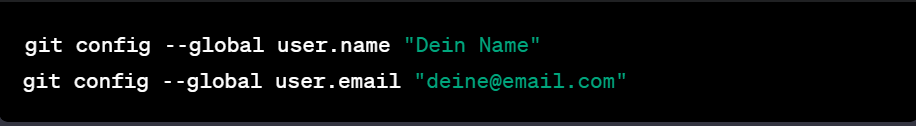 git config --global user.name "Dein Name"
git config --global user.email "deine@email.com"